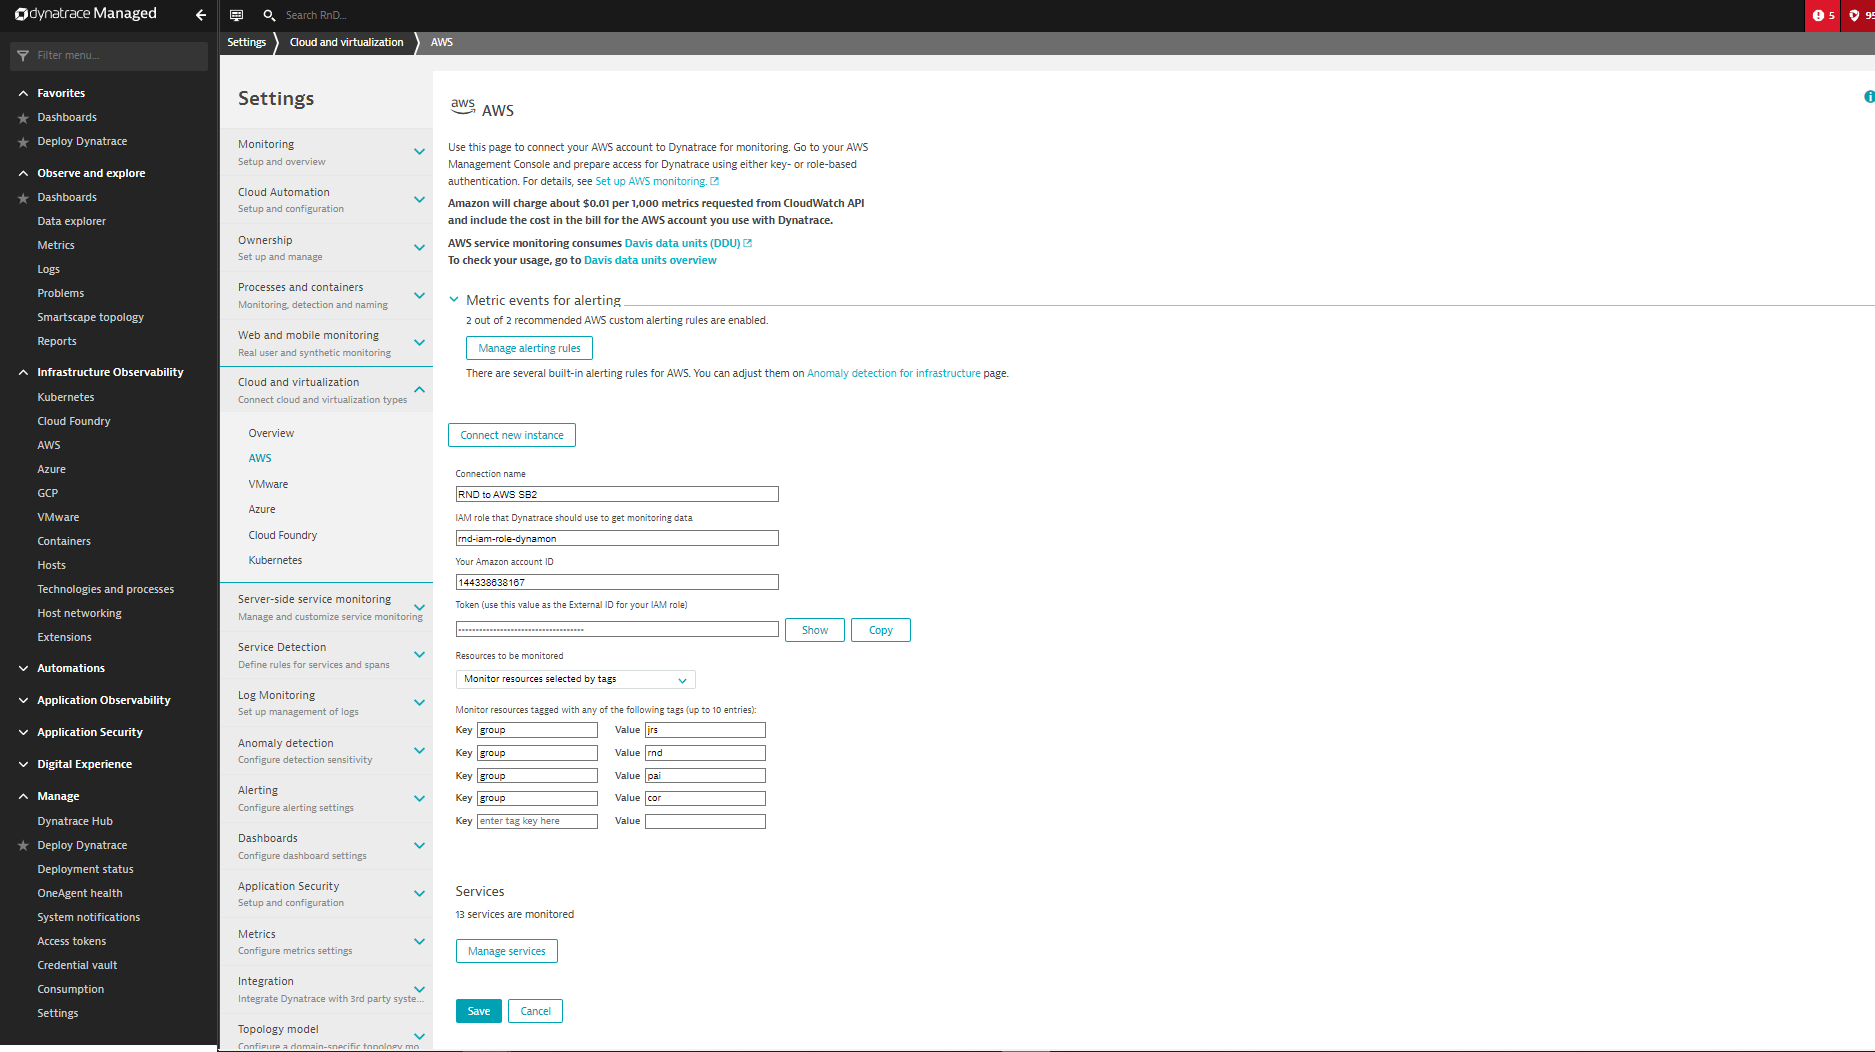 dynatrace Managed
Search RnD...
5
95
Filter menu...
Settings
Cloud and virtualization
AWS
Favorites
Dashboards
Deploy Dynatrace
Observe and explore
Dashboards
Data explorer
Metrics
Logs
Problems
Smartscape topology
Reports
Infrastructure Observability
Kubernetes
Cloud Foundry
AWS
Azure
GCP
VMware
Containers
Hosts
Technologies and processes
Host networking
Extensions
Automations
Application Observability
Application Security
Digital Experience
Manage
Dynatrace Hub
Deploy Dynatrace
Deployment status
OneAgent health
System notifications
Access tokens
Credential vault
Consumption
Settings
Settings
Monitoring
Setup and overview
Cloud Automation
Setup and configuration
Ownership
Set up and manage
Processes and containers
Monitoring, detection and naming
Web and mobile monitoring
Real user and synthetic monitoring
Cloud and virtualization
Connect cloud and virtualization types
Overview
AWS
VMware
Azure
Cloud Foundry
Kubernetes
Server-side service monitoring
Manage and customize service monitoring
Service Detection
Define rules for services and spans
Log Monitoring
Set up management of logs
Anomaly detection
Configure detection sensitivity
Alerting
Configure alerting settings
Dashboards
Configure dashboard settings
Application Security
Setup and configuration
Metrics
Configure metrics settings
Integration
Integrate Dynatrace with 3rd party syste...
Topology model
Configure a domain-specific topology mo
aws AWS
Use this page to connect your AWS account to Dynatrace for monitoring. Go to your AWS
Management Console and prepare access for Dynatrace using either key- or role-based
authentication. For details, see Set up AWS monitoring.
Amazon will charge about $0.01 per 1,000 metrics requested from CloudWatch API
and include the cost in the bill for the AWS account you use with Dynatrace.
AWS service monitoring consumes Davis data units (DDU)
To check your usage, go to Davis data units overview
Metric events for alerting
2 out of 2 recommended AWS custom alerting rules are enabled.
Manage alerting rules
There are several built-in alerting rules for AWS. You can adjust them on Anomaly detection for infrastructure page.
Connect new instance
Connection name
RND to AWS SB2
IAM role that Dynatrace should use to get monitoring data
rnd-iam-role-dynamon
Your Amazon account ID
144338638167
Token (use this value as the External ID for your IAM role)
------------------------------------
Show
Copy
Resources to be monitored
Monitor resources selected by tags
Monitor resources tagged with any of the following tags (up to 10 entries):
Key group Value jrs
Key group Value rnd
Key group Value pai
Key group Value cor
Key enter tag key here Value
Services
13 services are monitored
Manage services
Save
Cancel